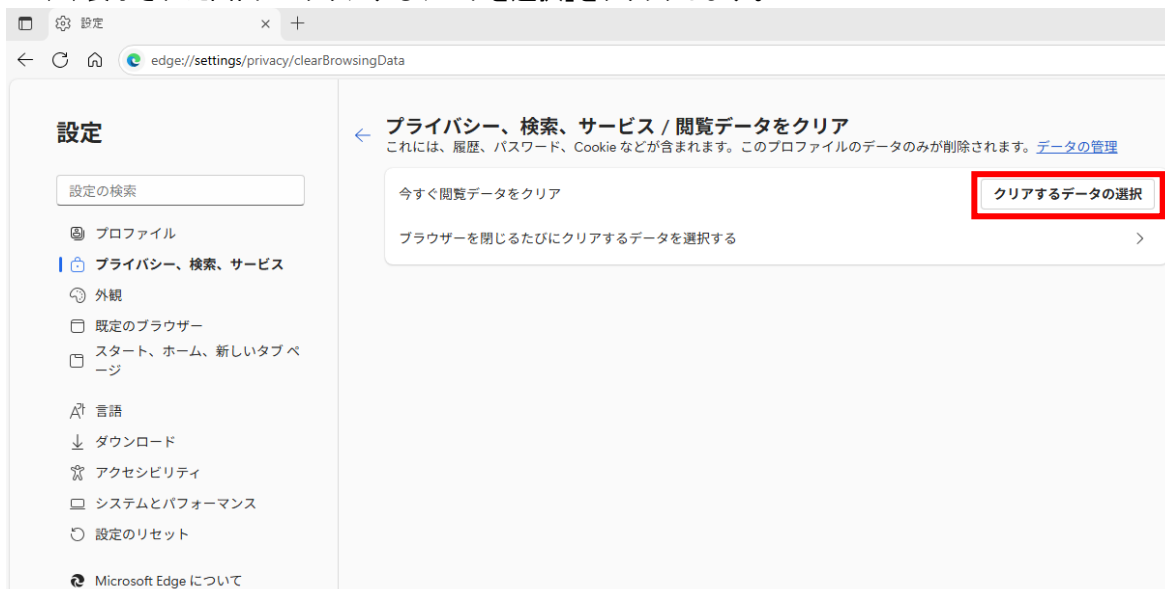 設定
edge://settings/privacy/clearBrowsingData
設定
設定の検索
プロファイル
プライバシー、検索、サービス
外観
既定のブラウザー
スタート、ホーム、新しいタブ ペ
ージ
言語
ダウンロード
アクセシビリティ
システムとパフォーマンス
設定のリセット
Microsoft Edge について
プライバシー、検索、サービス / 閲覧データをクリア
これには、履歴、パスワード、Cookie などが含まれます。このプロファイルのデータのみが削除されます。データの管理
今すぐ閲覧データをクリア
クリアするデータの選択
ブラウザーを閉じるたびにクリアするデータを選択する